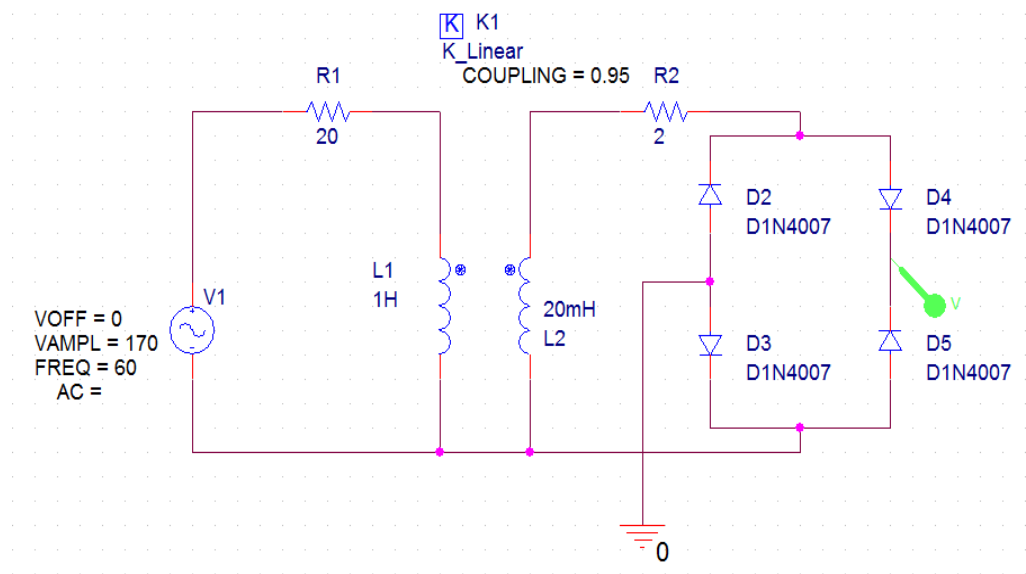 K K1
K_Linear
COUPLING = 0.95
R1
20
R2
2
L1
1H
20mH
L2
V1
VOFF = 0
VAMPL = 170
FREQ = 60
AC =
D2
D1N4007
D4
D1N4007
V
D3
D1N4007
D5
D1N4007
0